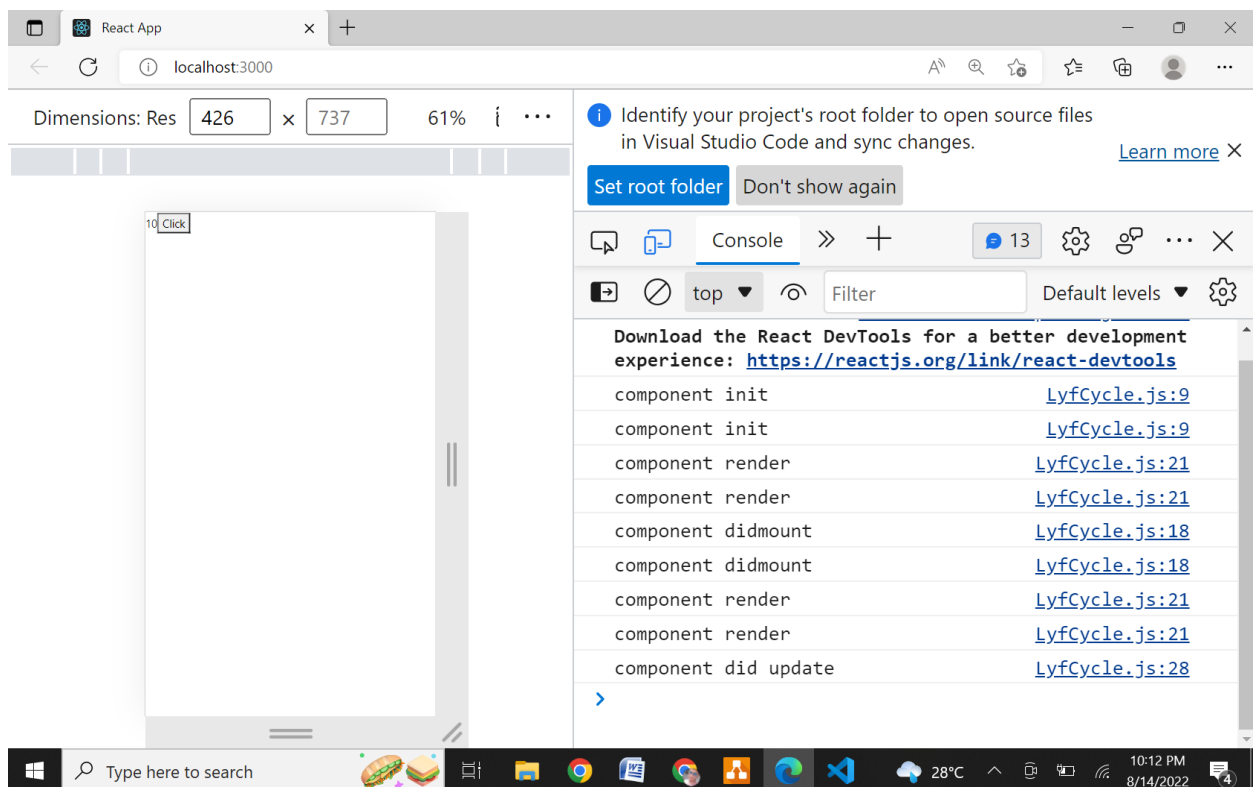 React App
localhost:3000
Dimensions: Res 426 × 737 61%
Identify your project's root folder to open source files
in Visual Studio Code and sync changes.
Learn more
Set root folder Don't show again
10 Click
Console 13
top Filter Default levels
Download the React DevTools for a better development
experience: https://reactjs.org/link/react-devtools
component init LyfCycle.js:9
component init LyfCycle.js:9
component render LyfCycle.js:21
component render LyfCycle.js:21
component didmount LyfCycle.js:18
component didmount LyfCycle.js:18
component render LyfCycle.js:21
component render LyfCycle.js:21
component did update LyfCycle.js:28
Type here to search
28°C
10:12 PM
8/14/2022
4